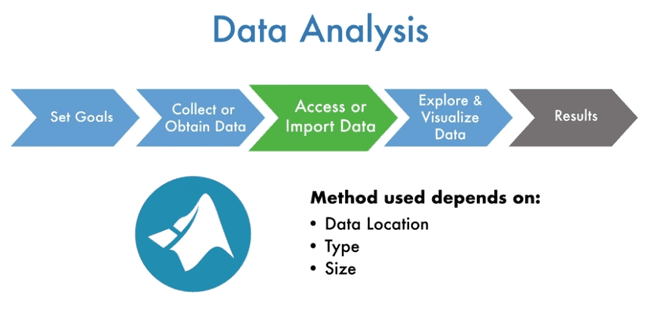 Data Analysis
Set Goals
Collect or
Obtain Data
Access or
Import Data
Explore &
Visualize
Data
Results
Method used depends on:
• Data Location
• Type
• Size